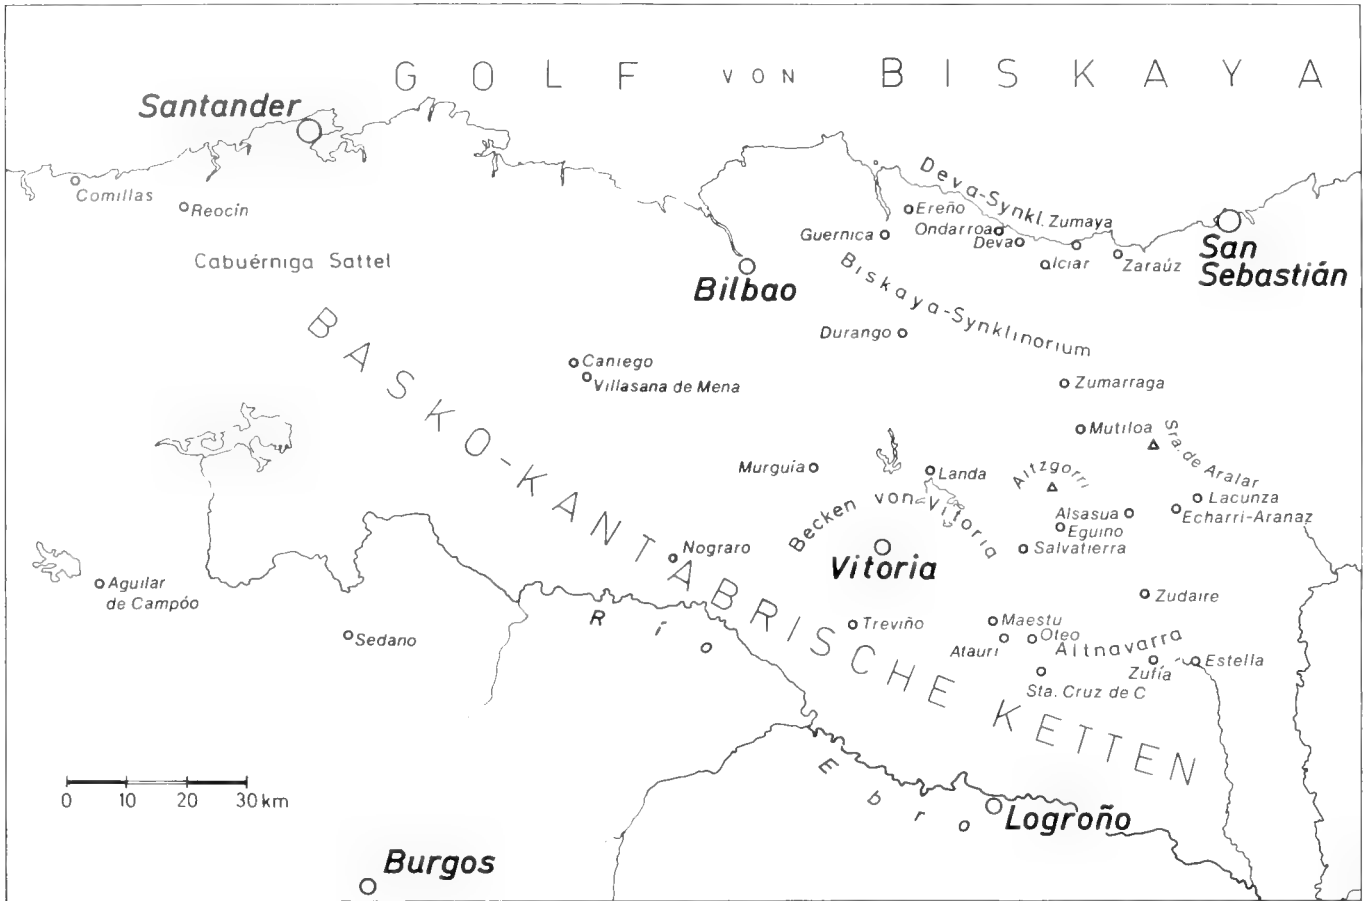 GOLF VON BISKAYA
Santander
Comillas
Reocín
Cabuérniga Sattel
Deva-Synkl.
Zumaya
Ereño
Ondarroa
Guernica
Deva
Iciar
Zaraúz
San
Sebastián
Bilbao
Biskaya-Synklinorium
Durango
BASKO-KANTABRISCHE KETTEN
Caniego
Villasana de Mena
Zumarraga
Mutiloa
Sra. de Aralar
Murguia
Landa
Aitzgorri
Lacunza
Echarri-Aranaz
Alsasua
Eguino
Salvatierra
Becken von Vitoria
Vitoria
Nograro
Aguilar
de Campóo
Sedano
Zudaire
Treviño
Maestu
Oteo
Atauri
Altnavarra
Zufía
Estella
Sta. Cruz de C
Río Ebro
0 10 20 30 km
Logroño
Burgos